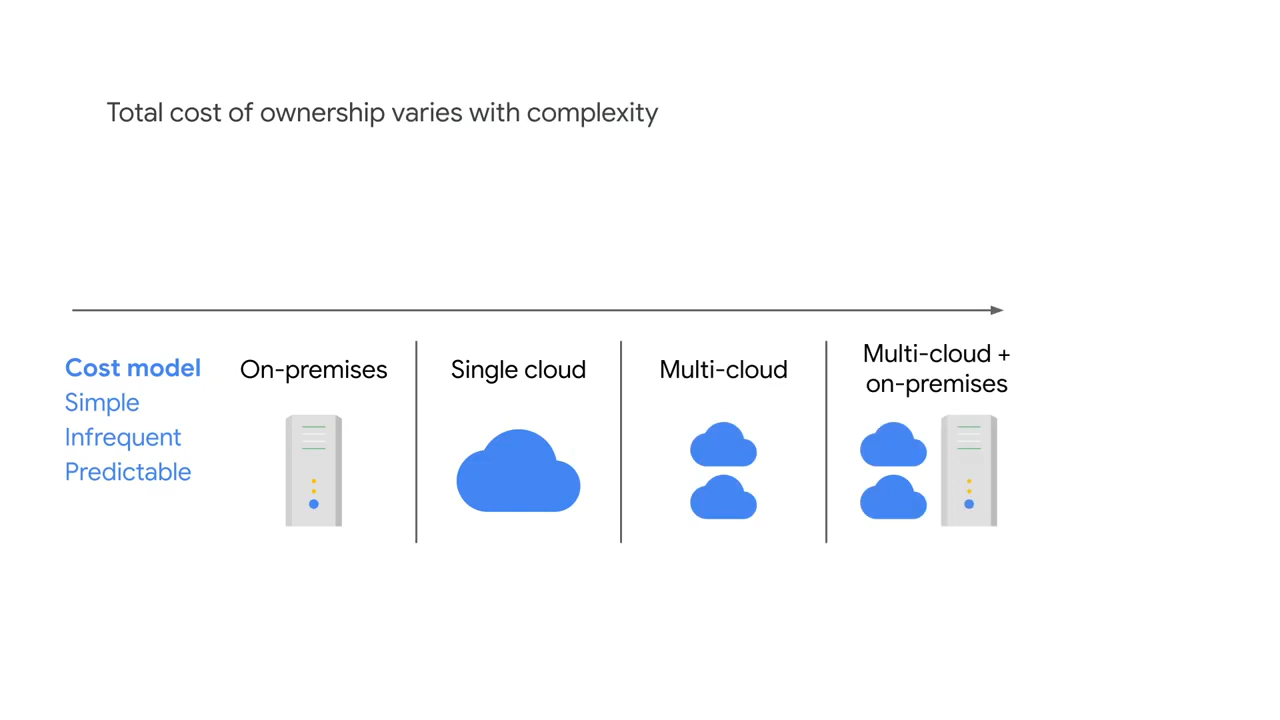 Total cost of ownership varies with complexity
Cost model
Simple
Infrequent
Predictable
On-premises
Single cloud
Multi-cloud
Multi-cloud +
on-premises